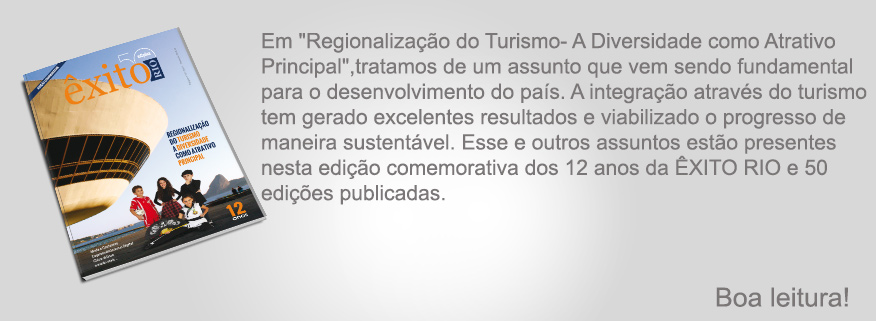 êxito
RIO
REGIONALIZAÇÃO
DO TURISMO
A DIVERSIDADE
COMO ATRATIVO
PRINCIPAL
12
anos
Em "Regionalização do Turismo- A Diversidade como Atrativo
Principal",tratamos de um assunto que vem sendo fundamental
para o desenvolvimento do país. A integração através do turismo
tem gerado excelentes resultados e viabilizado o progresso de
maneira sustentável. Esse e outros assuntos estão presentes
nesta edição comemorativa dos 12 anos da ÊXITO RIO e 50
edições publicadas.
Boa leitura!